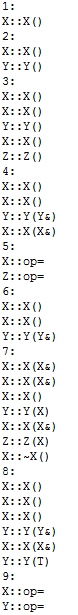 1:
X::X()
2:
X::X()
Y::Y()
3:
X::X()
X::X()
Y::Y()
X::X()
Z::Z()
4:
X::X()
X::X()
Y::Y(Y&)
X::X(X&)
5:
X::op=
Z::op=
6:
X::X()
X::X()
Y::Y(Y&)
7:
X::X(X&)
X::X(X&)
X::X()
Y::Y(X)
X::X(X&)
Z::Z(X)
X::~X()
8:
X::X()
X::X()
X::X()
Y::Y(Y&)
X::X(X&)
Y::Y(T)
9:
X::op=
Y::op=